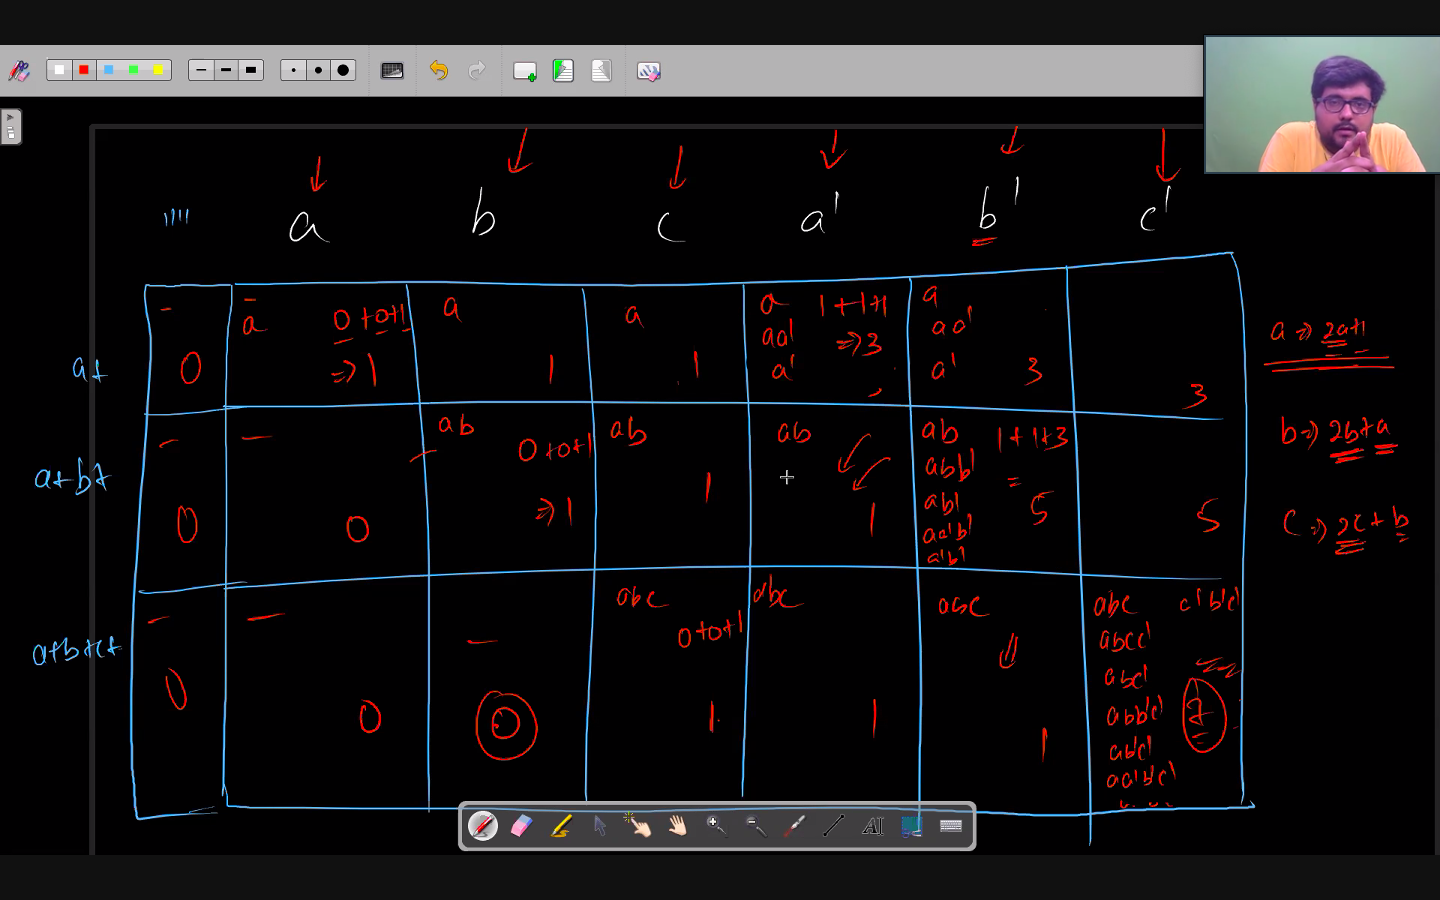 "" a b c a' b' c'
a+
- 0
- a 0+0+1 => 1
a 1
a 1
a aa' a' 1+1+1 => 3
a aa' a' 3
3
a+b+
- 0
- 0
ab 0+0+1 => 1
ab 1
ab 1
ab abb' ab' aa'b' a'b' 1+1+3 = 5
5
a+b+c+
- 0
- 0
- 0
abc 0+0+1 1
abc 1
abc 1
abc abcc' abc' abb'c' ab'c' aa'b'c' a'b'c' 7
a => 2a+1
b => 2b+a
c => 2c+b
AI